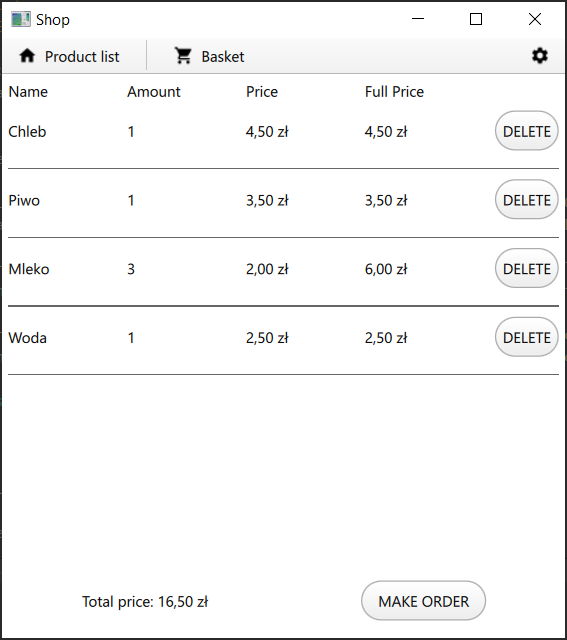 Shop
Product list Basket
Name Amount Price Full Price
Chleb 1 4,50 zł 4,50 zł DELETE
Piwo 1 3,50 zł 3,50 zł DELETE
Mleko 3 2,00 zł 6,00 zł DELETE
Woda 1 2,50 zł 2,50 zł DELETE
Total price: 16,50 zł MAKE ORDER